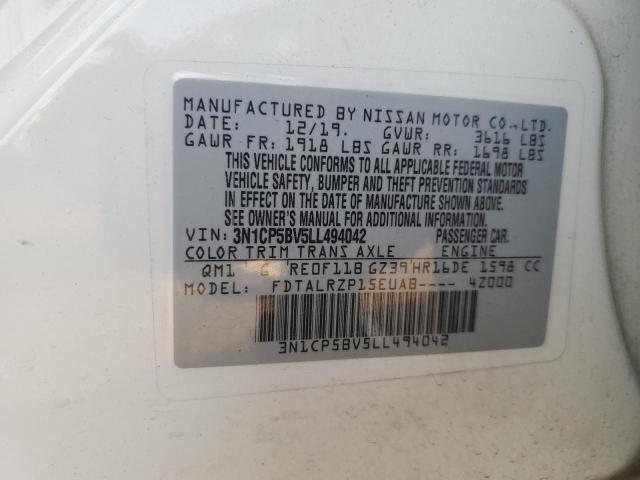 MANUFACTURED BY NISSAN MOTOR CO.,LTD.
DATE: 12/19. GVWR: 3616 LBS
GAWR FR: 1918 LBS GAWR RR: 1698 LBS
THIS VEHICLE CONFORMS TO ALL APPLICABLE FEDERAL MOTOR
VEHICLE SAFETY, BUMPER AND THEFT PREVENTION STANDARDS
IN EFFECT ON THE DATE OF MANUFACTURE SHOWN ABOVE.
SEE OWNER'S MANUAL FOR ADDITIONAL INFORMATION.
VIN: 3N1CP5BV5LL494042 PASSENGER CAR.
COLOR TRIM TRANS AXLE ENGINE
QM1 G RE0F11B GZ39 HR16DE 1598 CC
MODEL: FDTALRZP15EUAB---- 4Z000
3N1CP5BV5LL494042